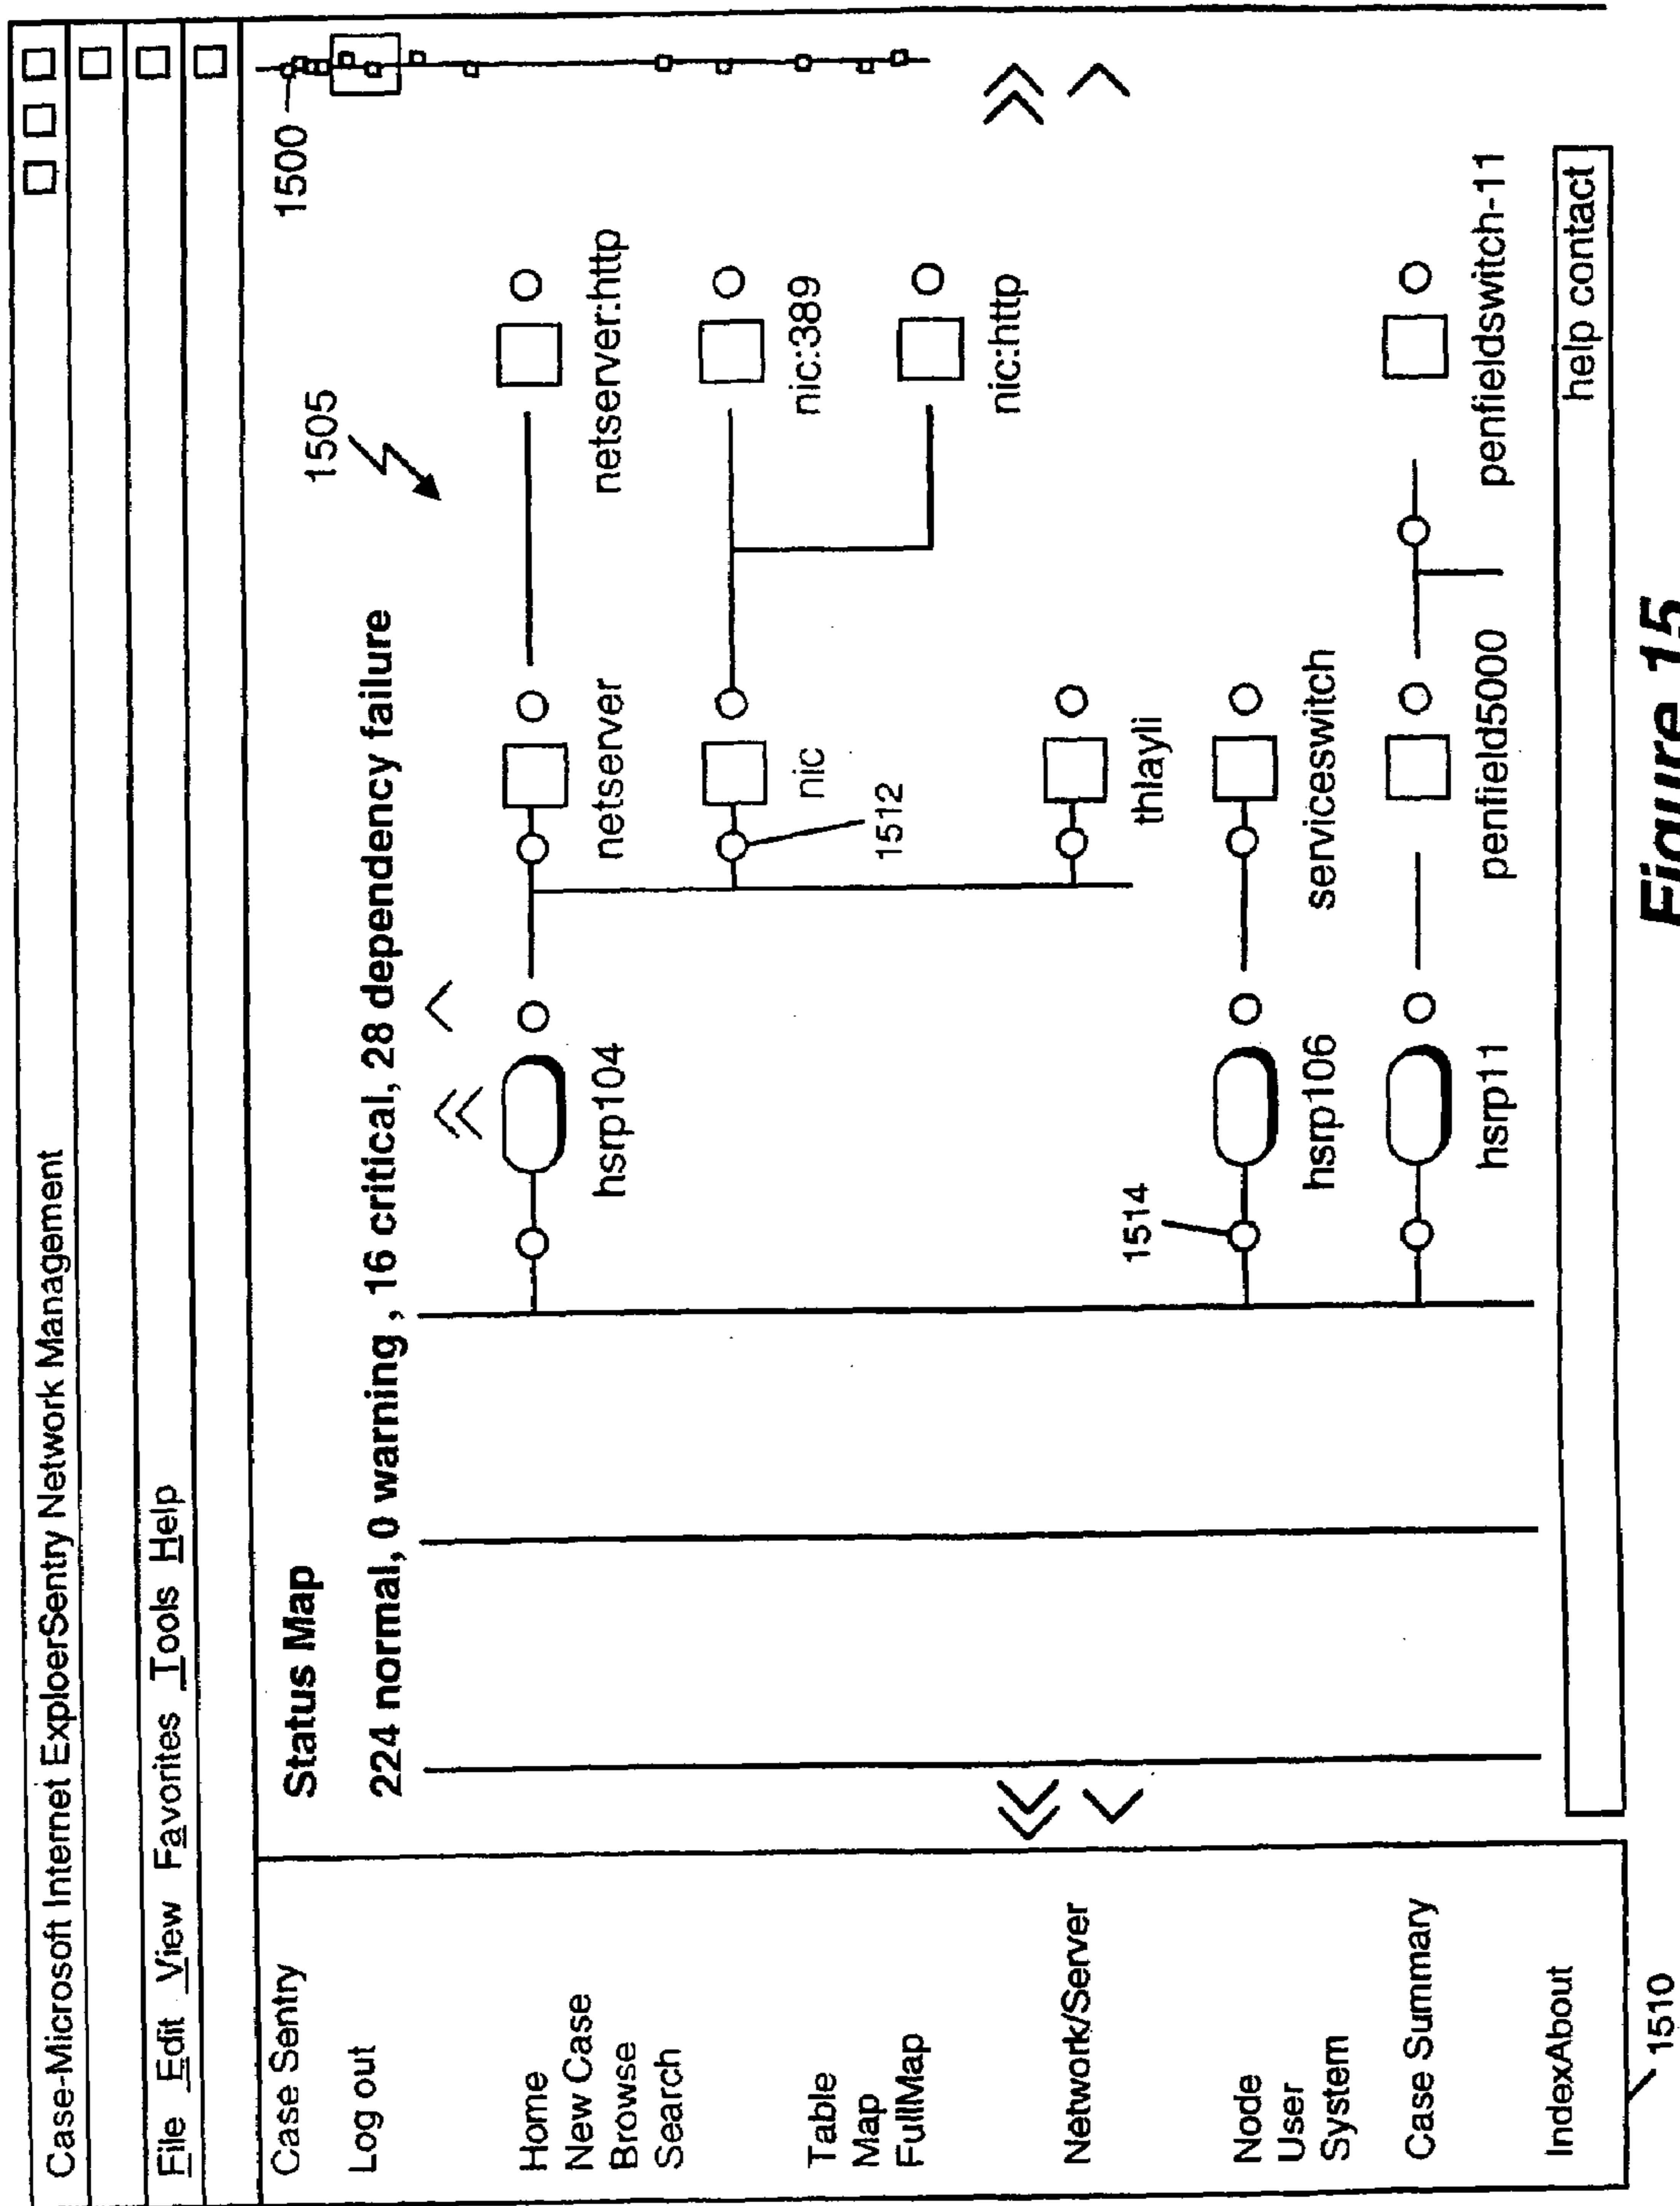 Case-Microsoft Internet ExploerSentry Network Management
File Edit View Favorites Tools Help
Case Sentry
Log out
Home
New Case
Browse
Search
Table
Map
FullMap
Network/Server
Node
User
System
Case Summary
IndexAbout
1510
Status Map
1500
224 normal, 0 warning , 16 critical, 28 dependency failure
1505
hsrp104
netserver
netserver:http
nic
nic:389
1512
nic:http
thlayli
1514
hsrp106
serviceswitch
hsrp11
penfield5000
penfieldswitch-11
help contact
Figure 15